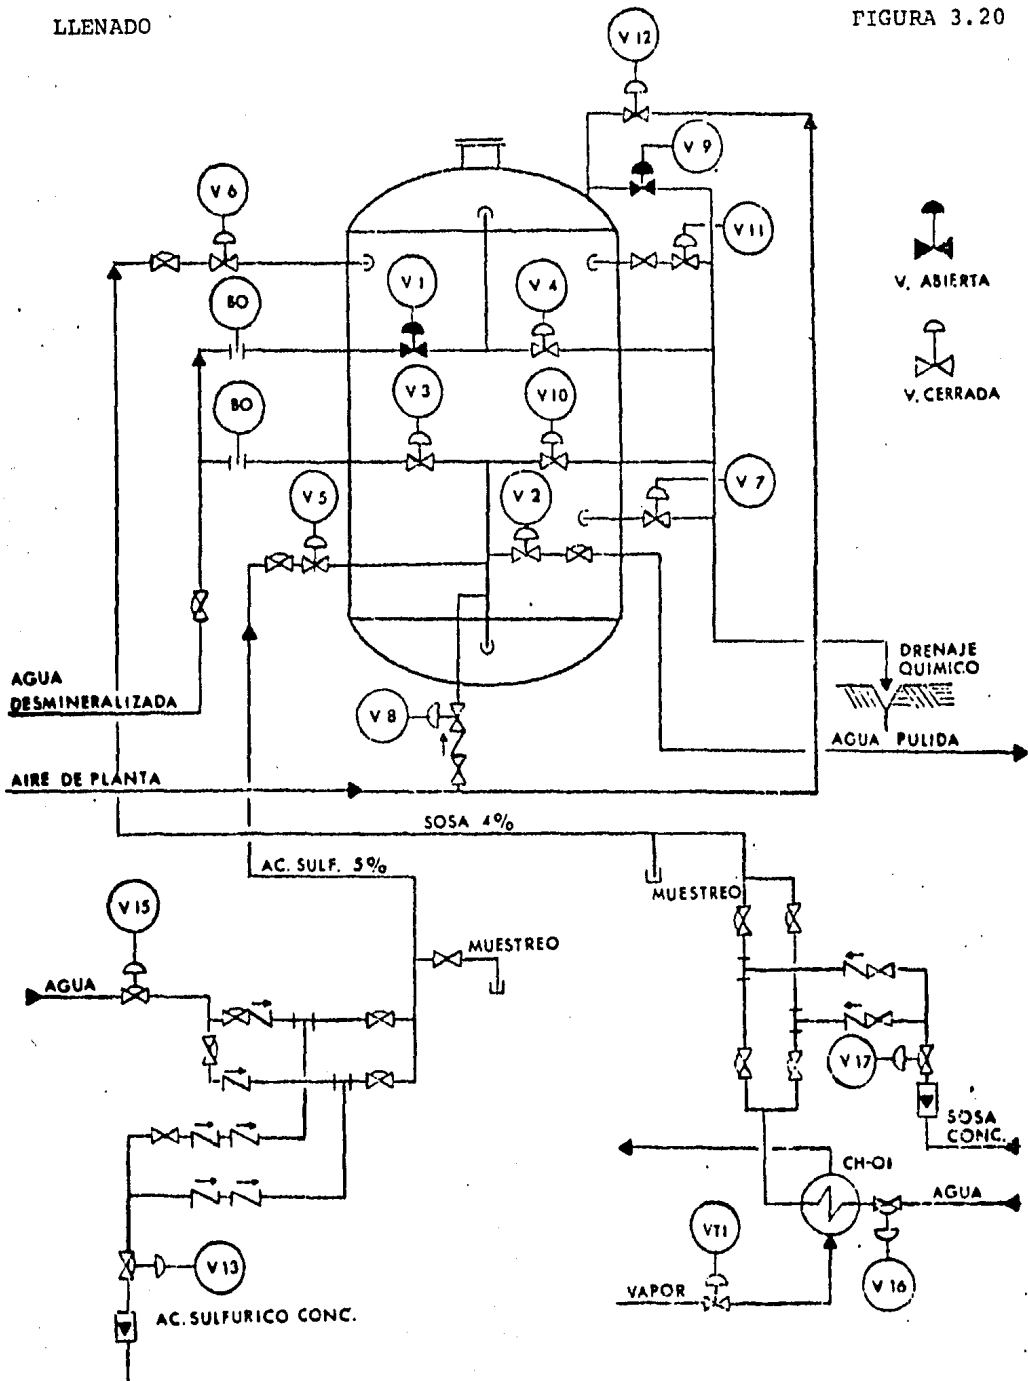 LLENADO
FIGURA 3.20
V 12
V 9
V 6
V 11
V. ABIERTA
V 1
V 4
BO
V. CERRADA
V 3
V 10
BO
V 5
V 2
V 7
DRENAJE
QUIMICO
AGUA
DESMINERALIZADA
V 8
AGUA PULIDA
AIRE DE PLANTA
SOSA 4%
AC. SULF. 5%
MUESTREO
V 15
MUESTREO
AGUA
V 17
SOSA
CONC.
CH-01
AGUA
VT1
V 13
VAPOR
V 16
AC. SULFURICO CONC.